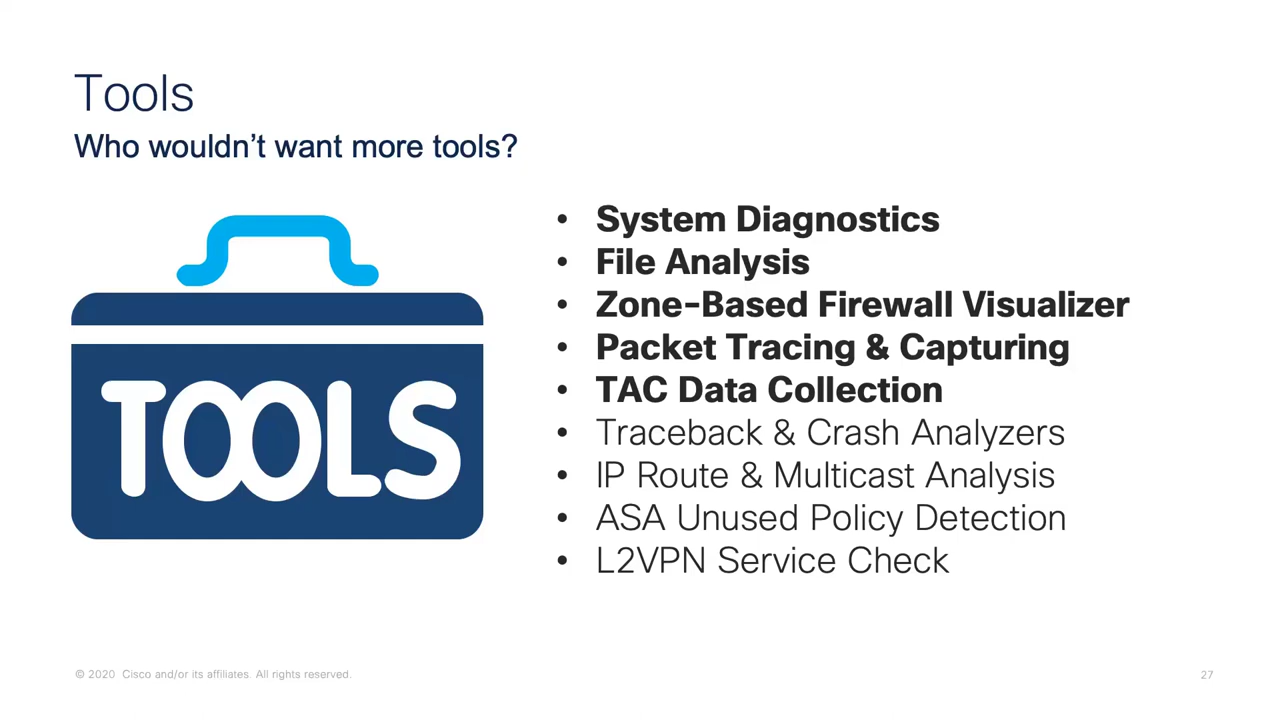 Tools
Who wouldn’t want more tools?
TOOLS
• System Diagnostics
• File Analysis
• Zone-Based Firewall Visualizer
• Packet Tracing & Capturing
• TAC Data Collection
• Traceback & Crash Analyzers
• IP Route & Multicast Analysis
• ASA Unused Policy Detection
• L2VPN Service Check
© 2020 Cisco and/or its affiliates. All rights reserved.
27